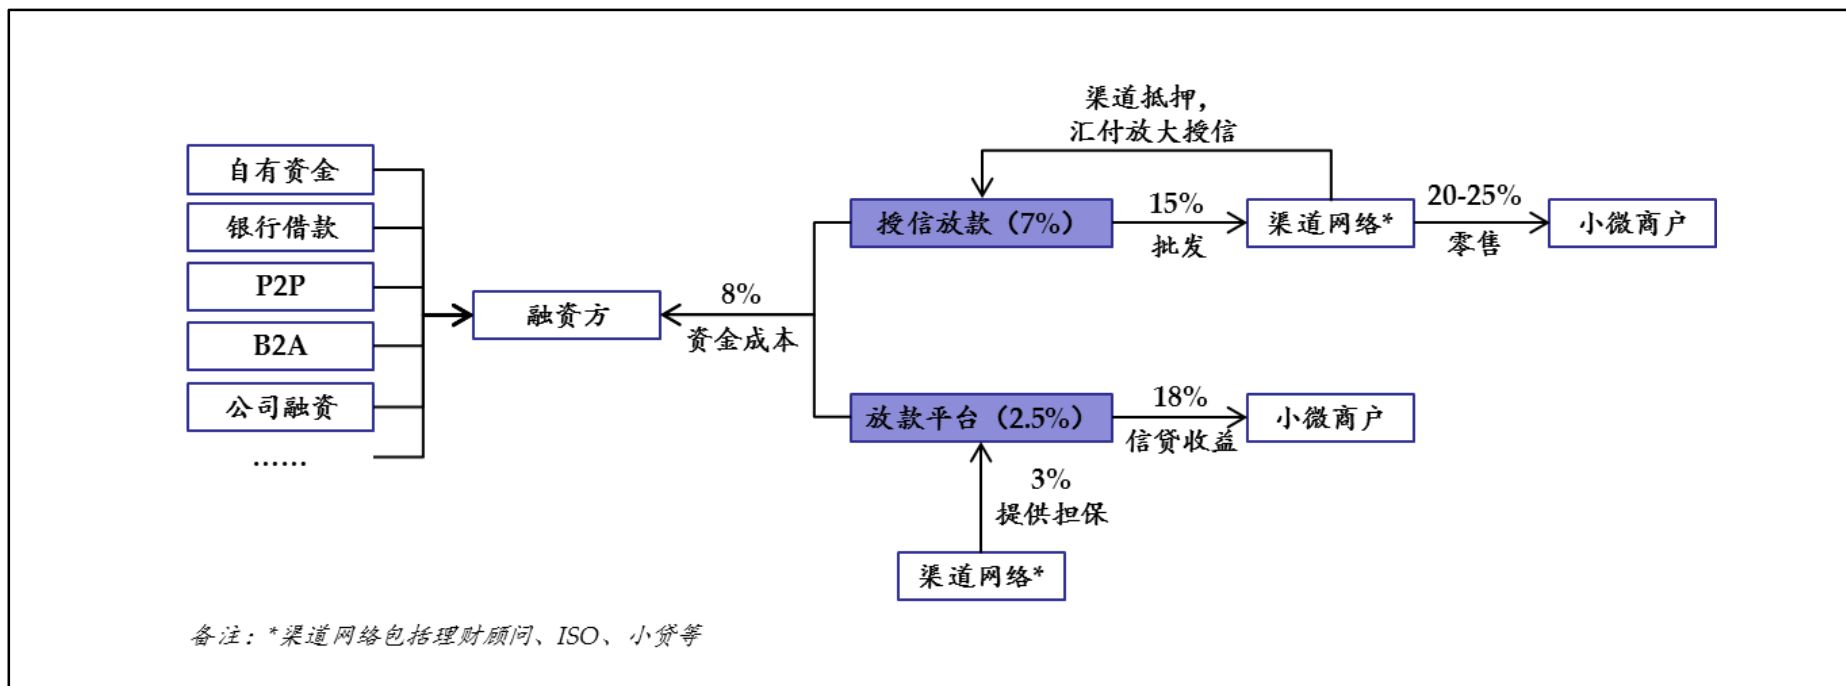 自有资金
银行借款
P2P
B2A
公司融资
……
融资方
8%
资金成本
渠道抵押，
汇付放大授信
授信放款（7%）
15%
批发
渠道网络*
20-25%
零售
小微商户
放款平台（2.5%）
18%
信贷收益
小微商户
3%
提供担保
渠道网络*
备注：*渠道网络包括理财顾问、ISO、小贷等